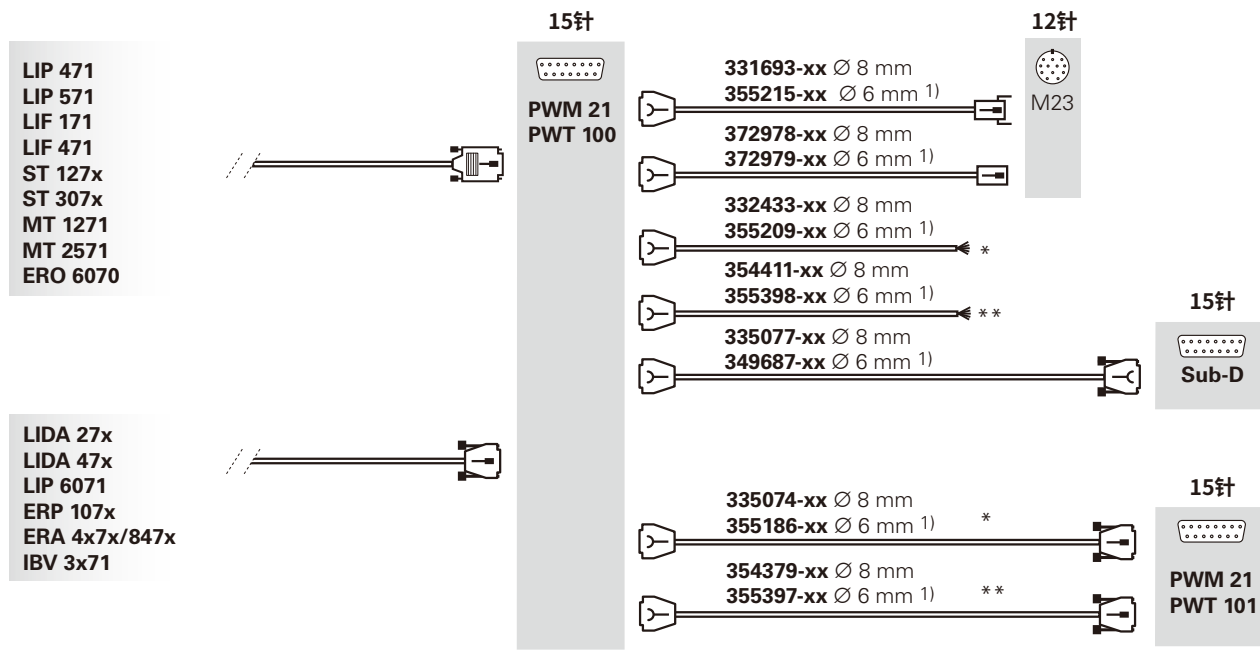 15针
12针
LIP 471
LIP 571
LIF 171
LIF 471
ST 127x
ST 307x
MT 1271
MT 2571
ERO 6070
PWM 21
PWT 100
331693-xx Ø 8 mm
355215-xx Ø 6 mm 1)
M23
372978-xx Ø 8 mm
372979-xx Ø 6 mm 1)
332433-xx Ø 8 mm
355209-xx Ø 6 mm 1)
*
354411-xx Ø 8 mm
355398-xx Ø 6 mm 1)
**
335077-xx Ø 8 mm
349687-xx Ø 6 mm 1)
15针
Sub-D
LIDA 27x
LIDA 47x
LIP 6071
ERP 107x
ERA 4x7x/847x
IBV 3x71
335074-xx Ø 8 mm
355186-xx Ø 6 mm 1) *
354379-xx Ø 8 mm
355397-xx Ø 6 mm 1) **
15针
PWM 21
PWT 101